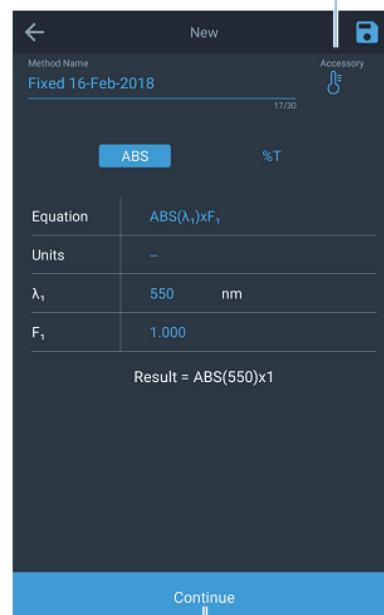 New
Method Name
Accessory
Fixed 16-Feb-2018
17/30
ABS %T
Equation ABS(λ₁)xF₁
Units --
λ₁ 550 nm
F₁ 1.000
Result = ABS(550)x1
Continue